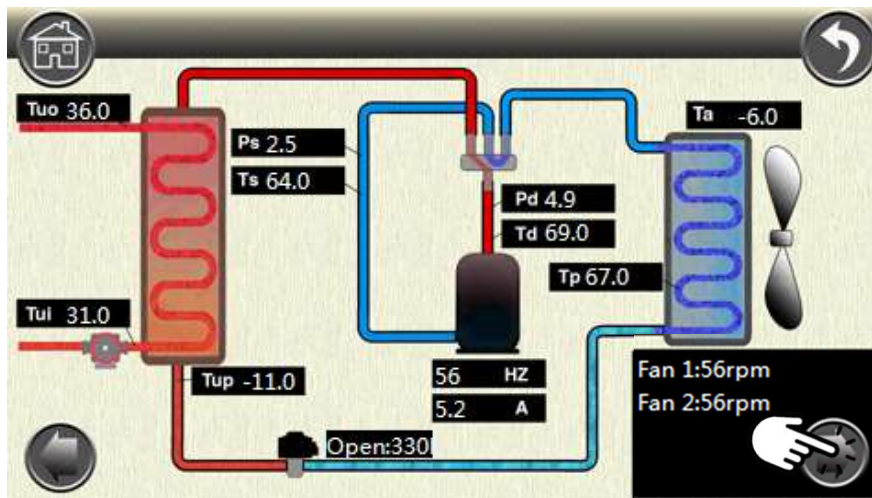 Tuo 36.0
Ta -6.0
Ps 2.5
Ts 64.0
Pd 4.9
Td 69.0
Tp 67.0
Tui 31.0
Tup -11.0
56 HZ
5.2 A
Fan 1:56rpm
Fan 2:56rpm
Open:330